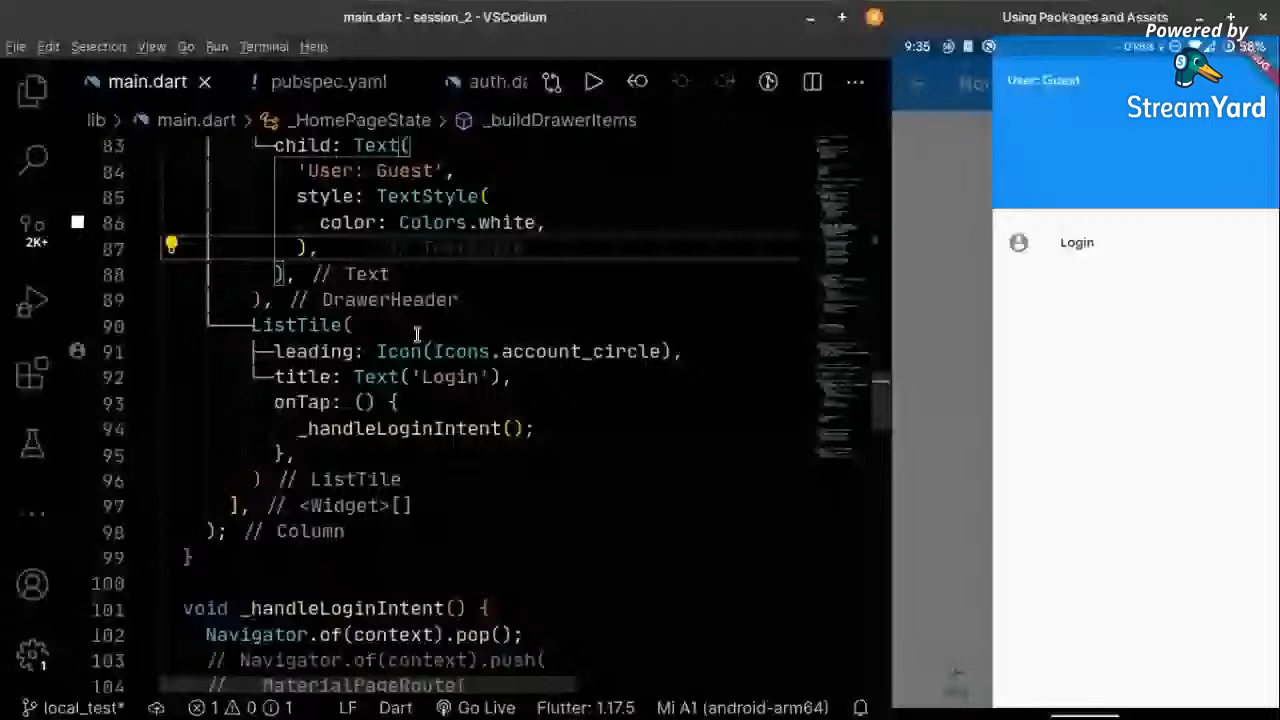 main.dart - session_2 - VSCodium
Using Packages and Assets
Powered by
StreamYard
File Edit Selection View Go Run Terminal Help
9:35
58%
main.dart
pubspec.yaml
auth.da
User: Guest
lib > main.dart > _HomePageState > _buildDrawerItems
83 child: Text(
84 'User: Guest',
85 style: TextStyle(
86 color: Colors.white,
87 ),
88 ), // Text
89 ), // DrawerHeader
90 ListTile(
91 leading: Icon(Icons.account_circle),
92 title: Text('Login'),
93 onTap: () {
94 _handleLoginIntent();
95 },
96 ) // ListTile
97 ], // <Widget>[]
98 ); // Column
99 }
100
101 void _handleLoginIntent() {
102 Navigator.of(context).pop();
103 // Navigator.of(context).push(
104 // MaterialPageRoute(
2K+
1
Login
local_test* 1 0 1 LF Dart Go Live Flutter: 1.17.5 Mi A1 (android-arm64)